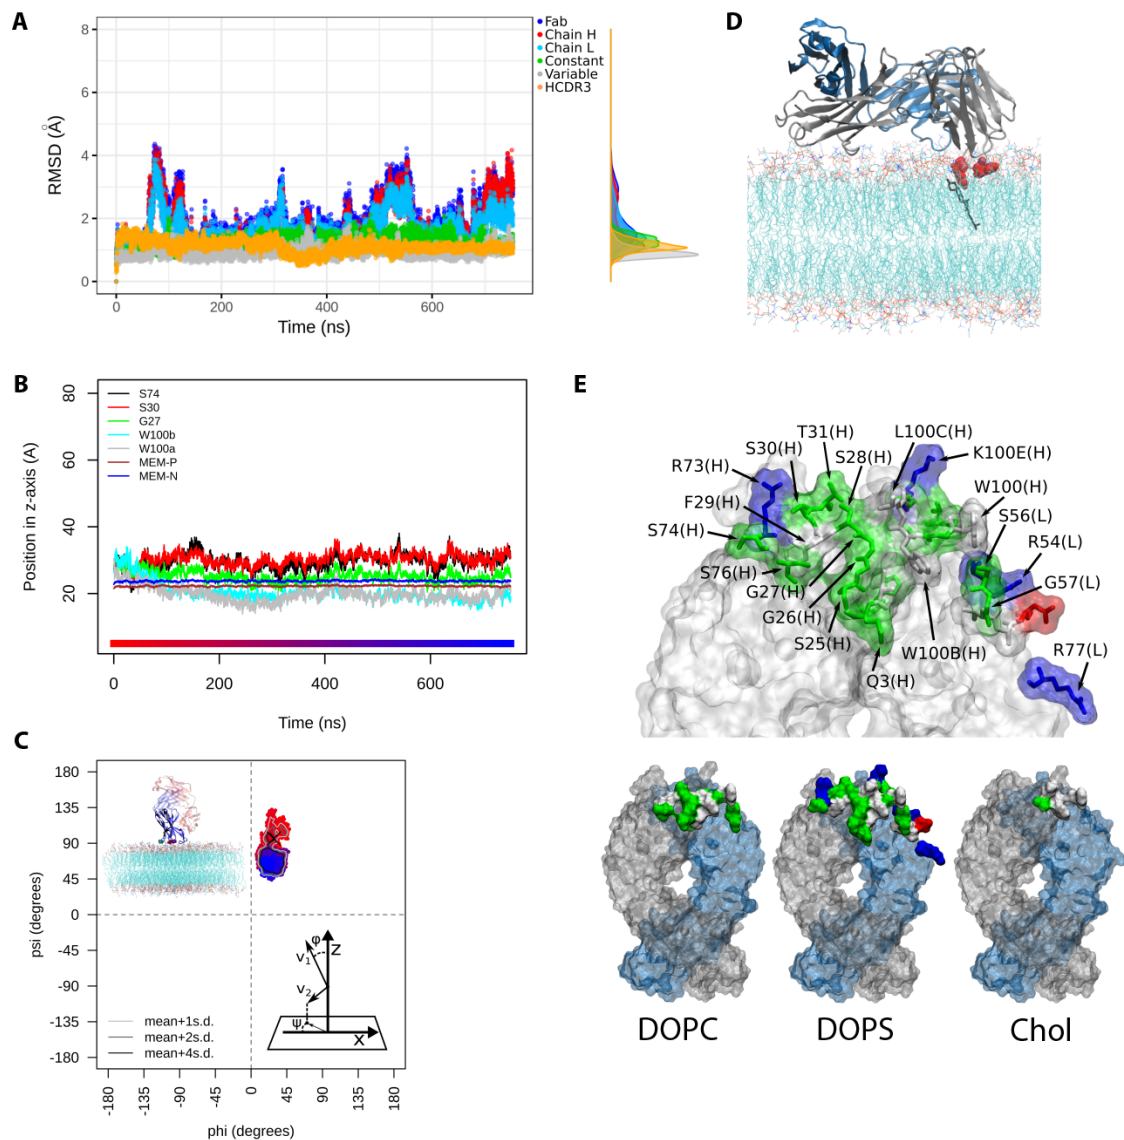 A
RMSD (Å)
8
6
4
2
0
0
200
400
600
Time (ns)
Fab
Chain H
Chain L
Constant
Variable
HCDR3
D
B
Position in z-axis (A)
80
60
40
20
S74
S30
G27
W100b
W100a
MEM-P
MEM-N
0
200
400
600
Time (ns)
C
psi (degrees)
180
135
90
45
0
-45
-90
-135
-180
φ
Z
v1
v2
ψ
X
mean+1s.d.
mean+2s.d.
mean+4s.d.
-180
-135
-90
-45
0
45
90
135
180
phi (degrees)
E
T31(H)
L100C(H)
S30(H)
S28(H)
K100E(H)
R73(H)
F29(H)
W100(H)
S74(H)
S56(L)
R54(L)
S76(H)
G57(L)
G27(H)
G26(H)
S25(H)
W100B(H)
R77(L)
Q3(H)
DOPC
DOPS
Chol